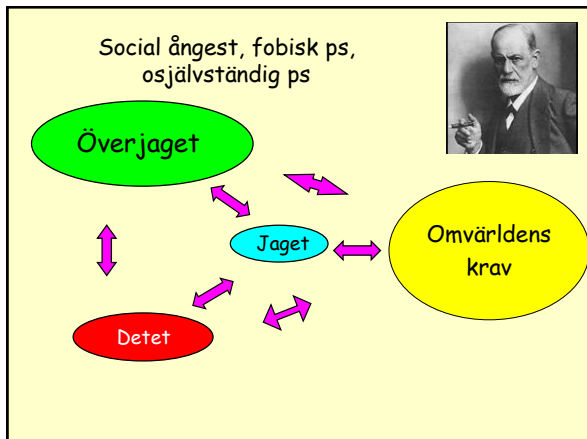 Social ångest, fobisk ps,
osjälvständig ps
Överjaget
Jaget
Omvärldens
krav
Detet